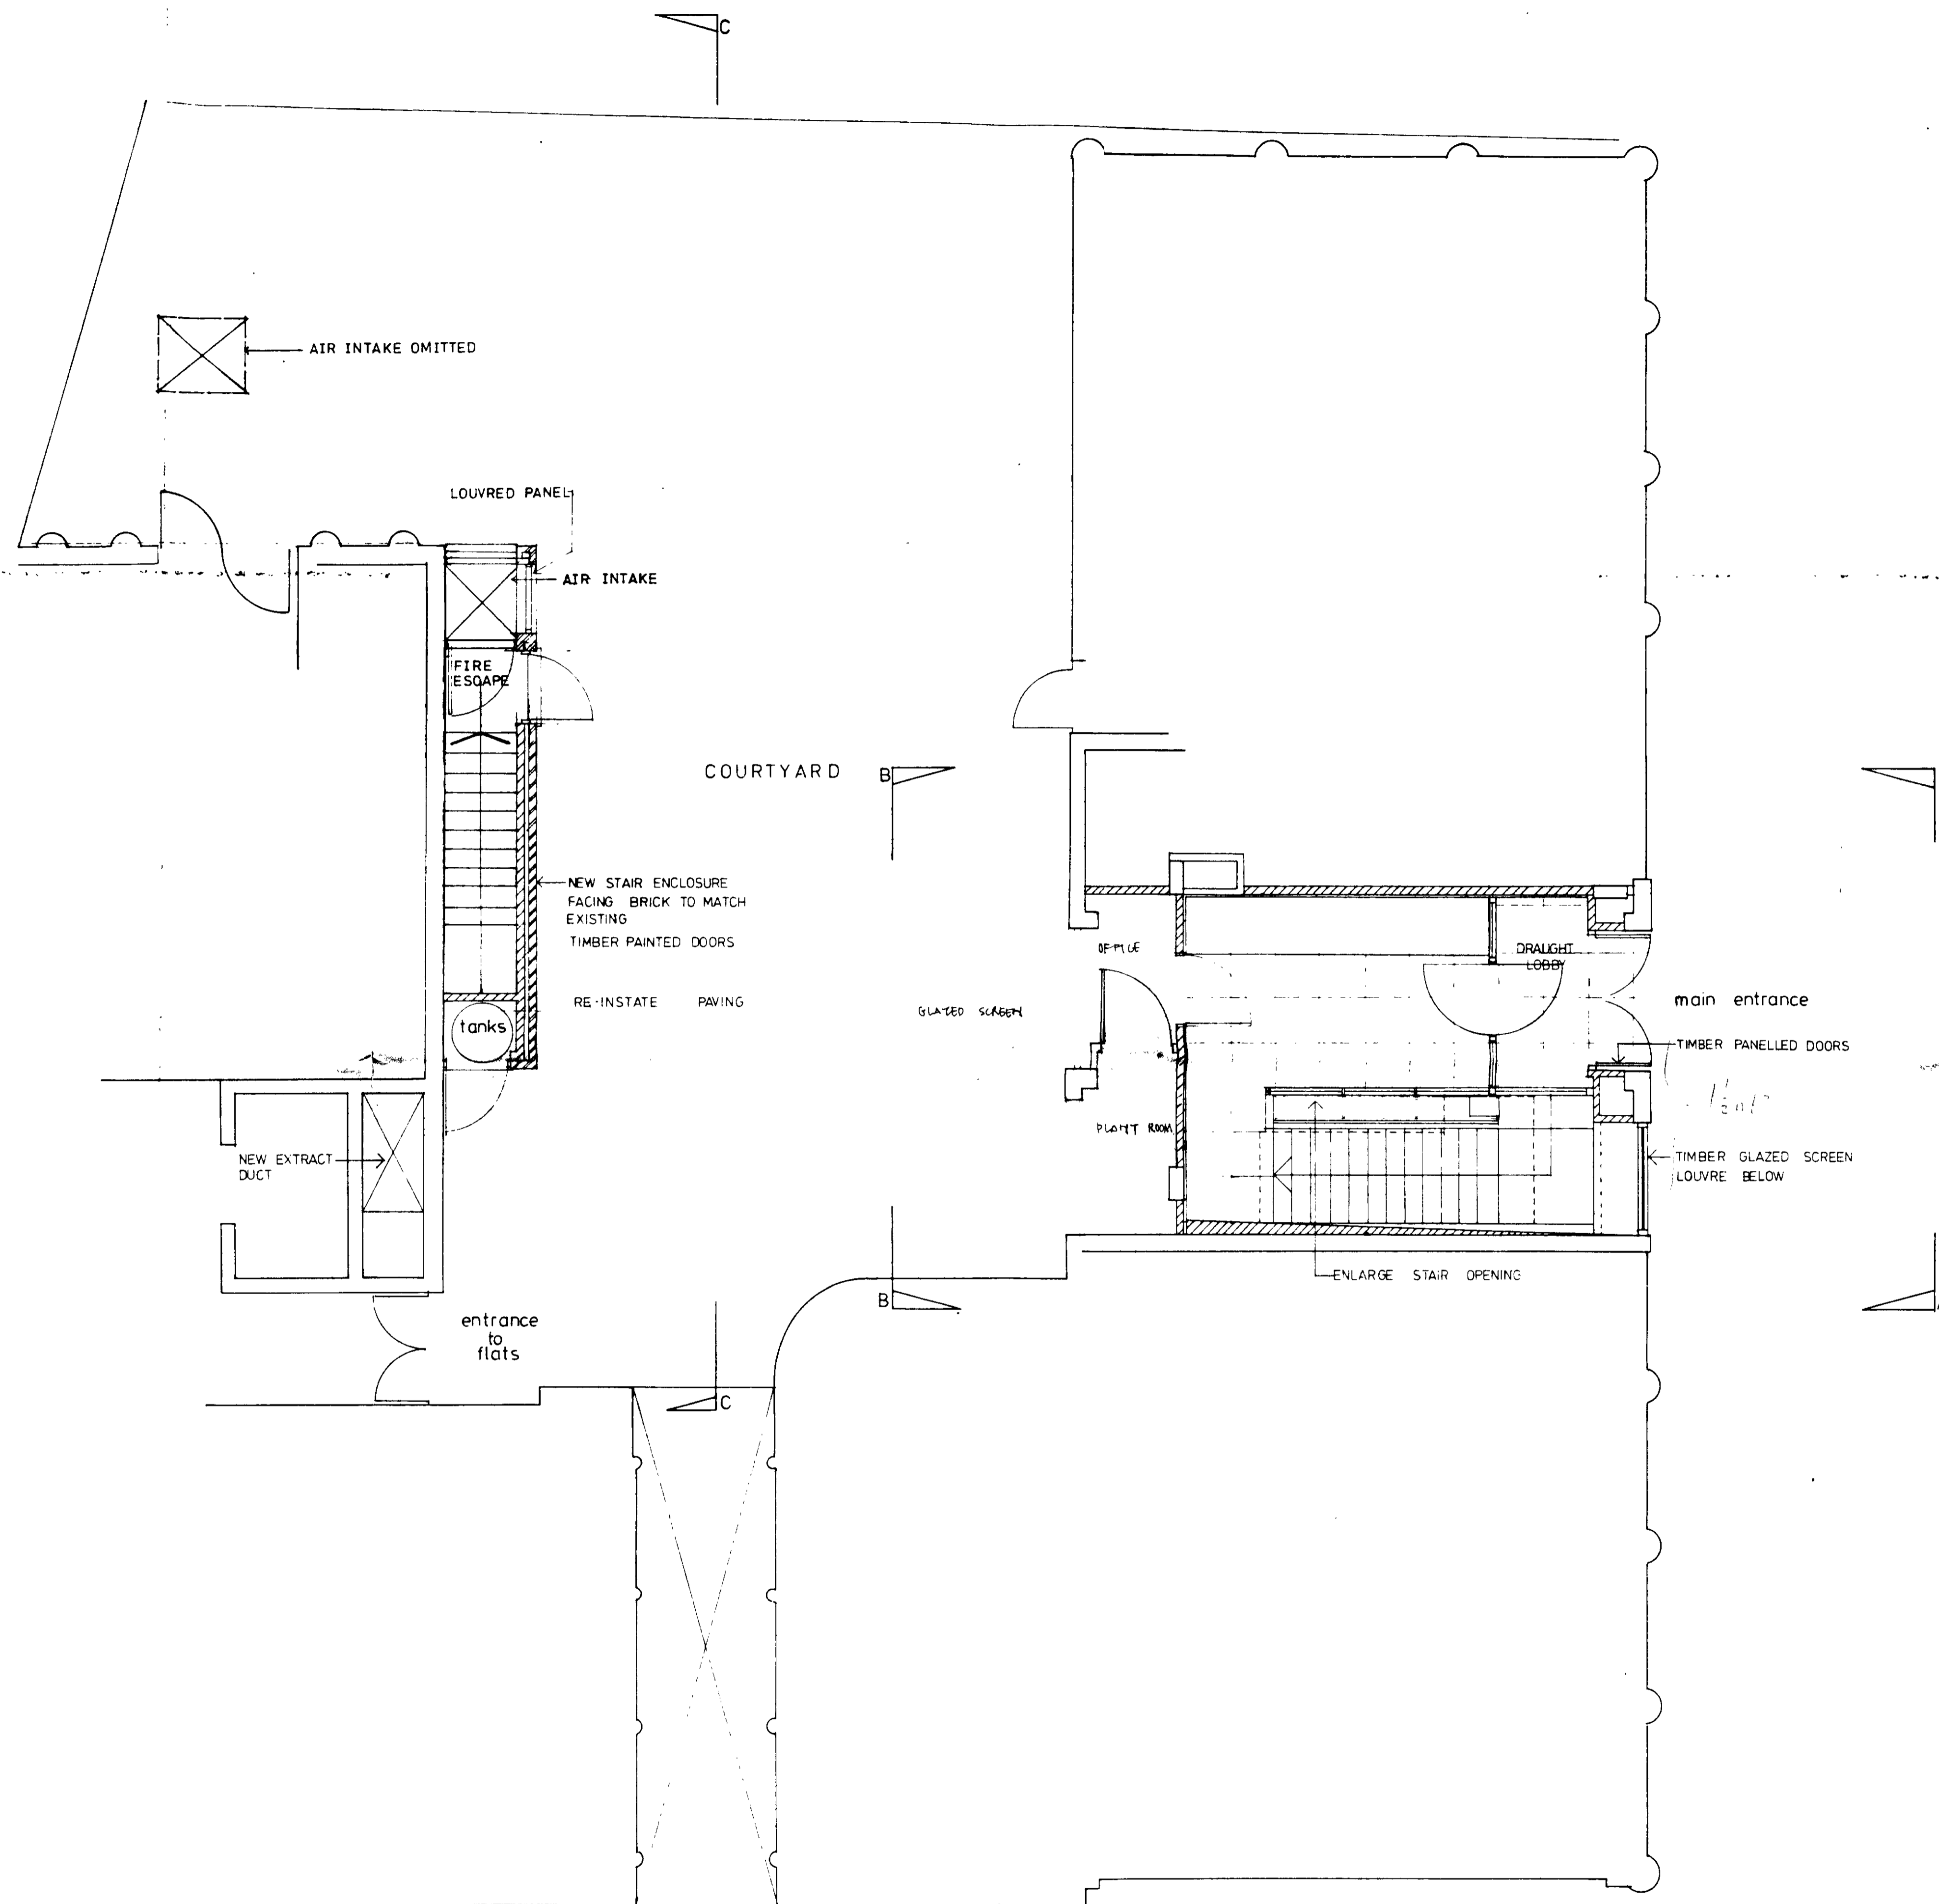 C
AIR INTAKE OMITTED
LOUVRED PANEL
AIR INTAKE
FIRE
ESCAPE
COURTYARD
B
NEW STAIR ENCLOSURE
FACING BRICK TO MATCH
EXISTING
TIMBER PAINTED DOORS
OFFICE
DRAUGHT
LOBBY
RE-INSTATE PAVING
GLAZED SCREEN
main entrance
tanks
TIMBER PANELLED DOORS
PLANT ROOM
NEW EXTRACT
DUCT
TIMBER GLAZED SCREEN
LOUVRE BELOW
ENLARGE STAIR OPENING
B
entrance
to
flats
C